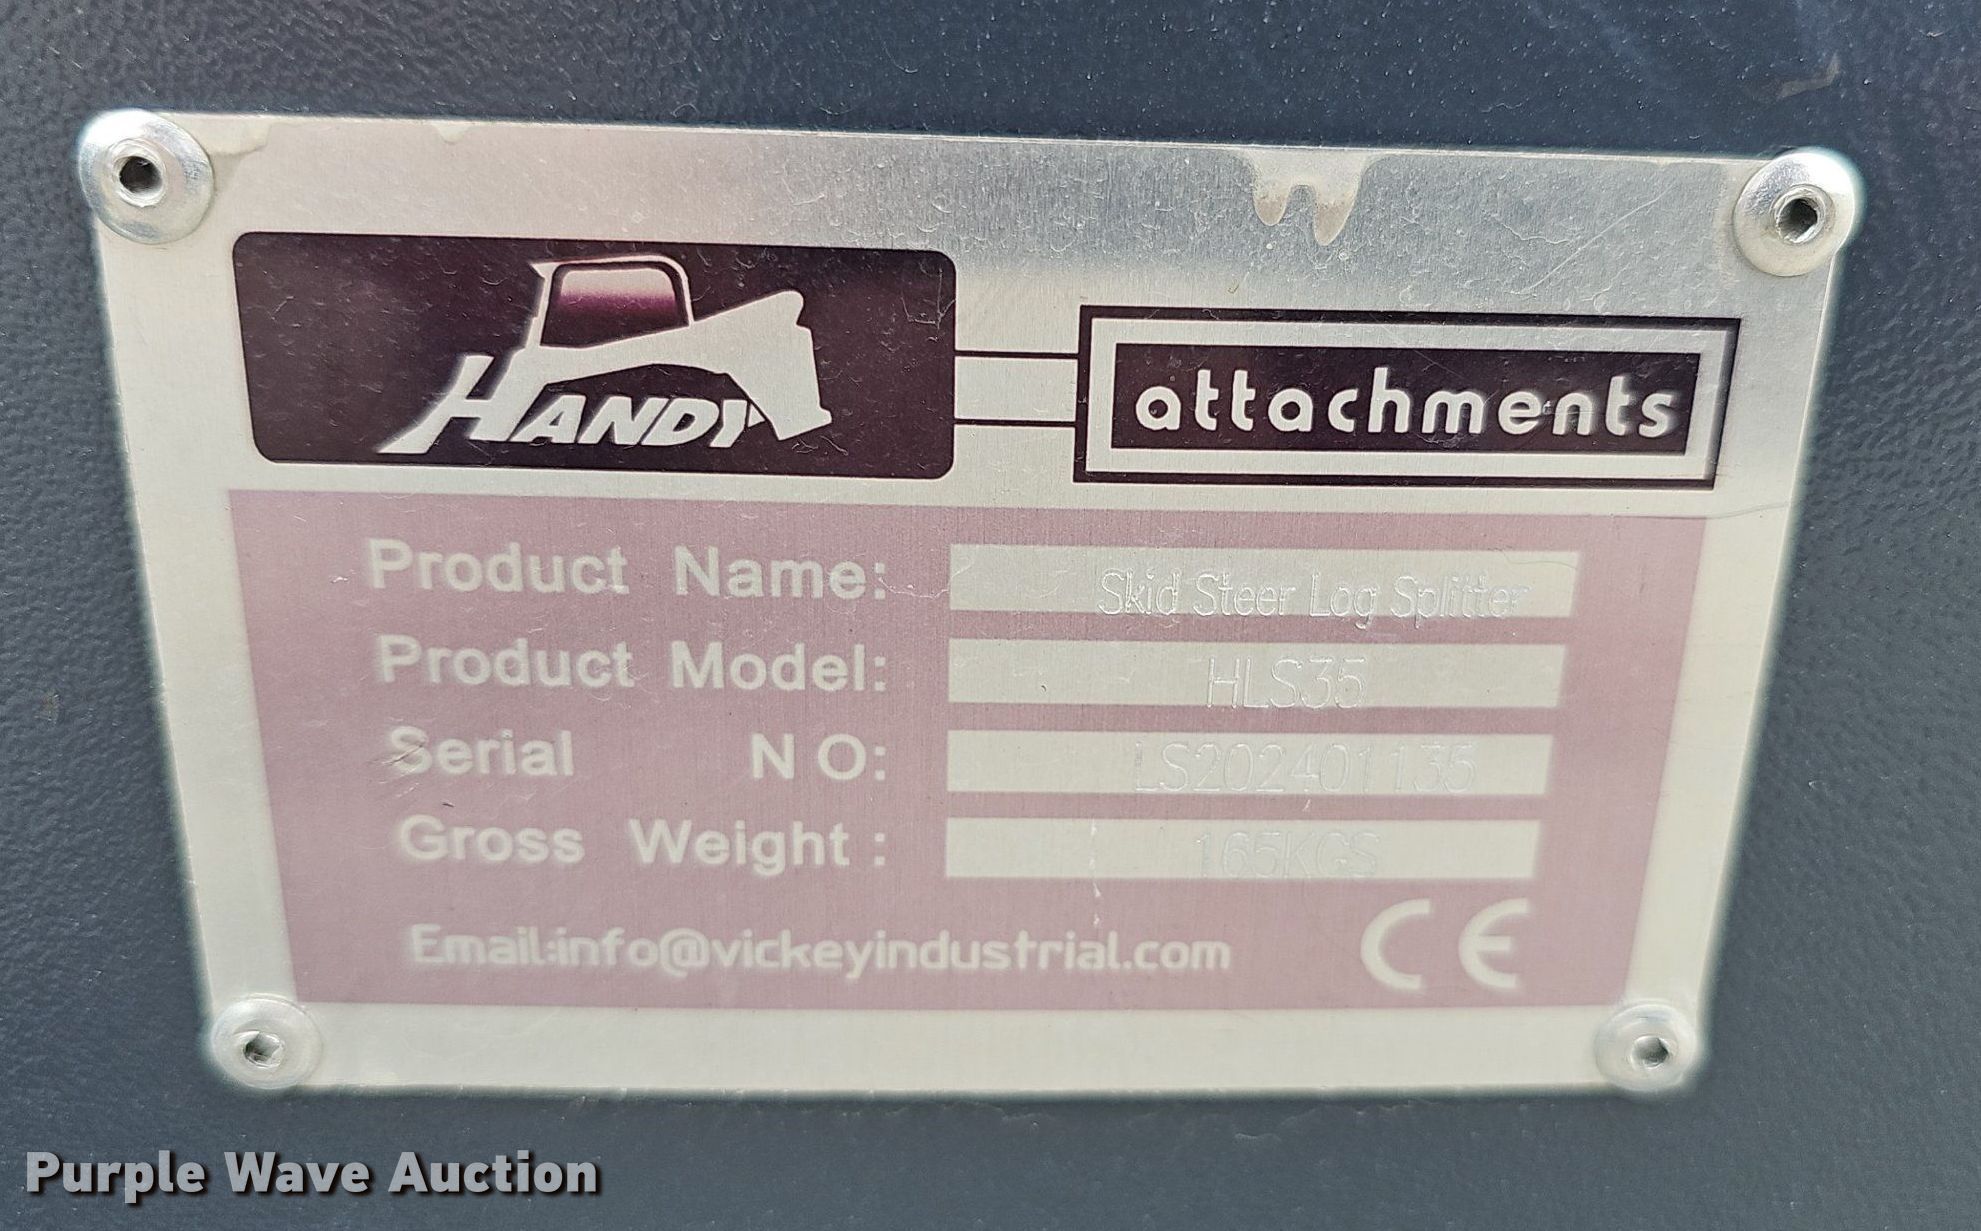 HANDY
attachments
Product Name: Skid Steer Log Splitter
Product Model: HLS35
Serial NO: LS202401135
Gross Weight: 165KGS
Email:info@vickeyindustrial.com CE
Purple Wave Auction